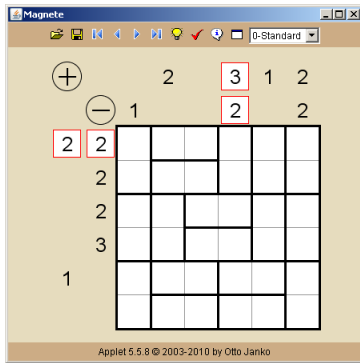 Magnete
0-Standard
+ 2 3 1 2
− 1 2 2
2 2
2
2
3
1
Applet 5.5.8 © 2003-2010 by Otto Janko